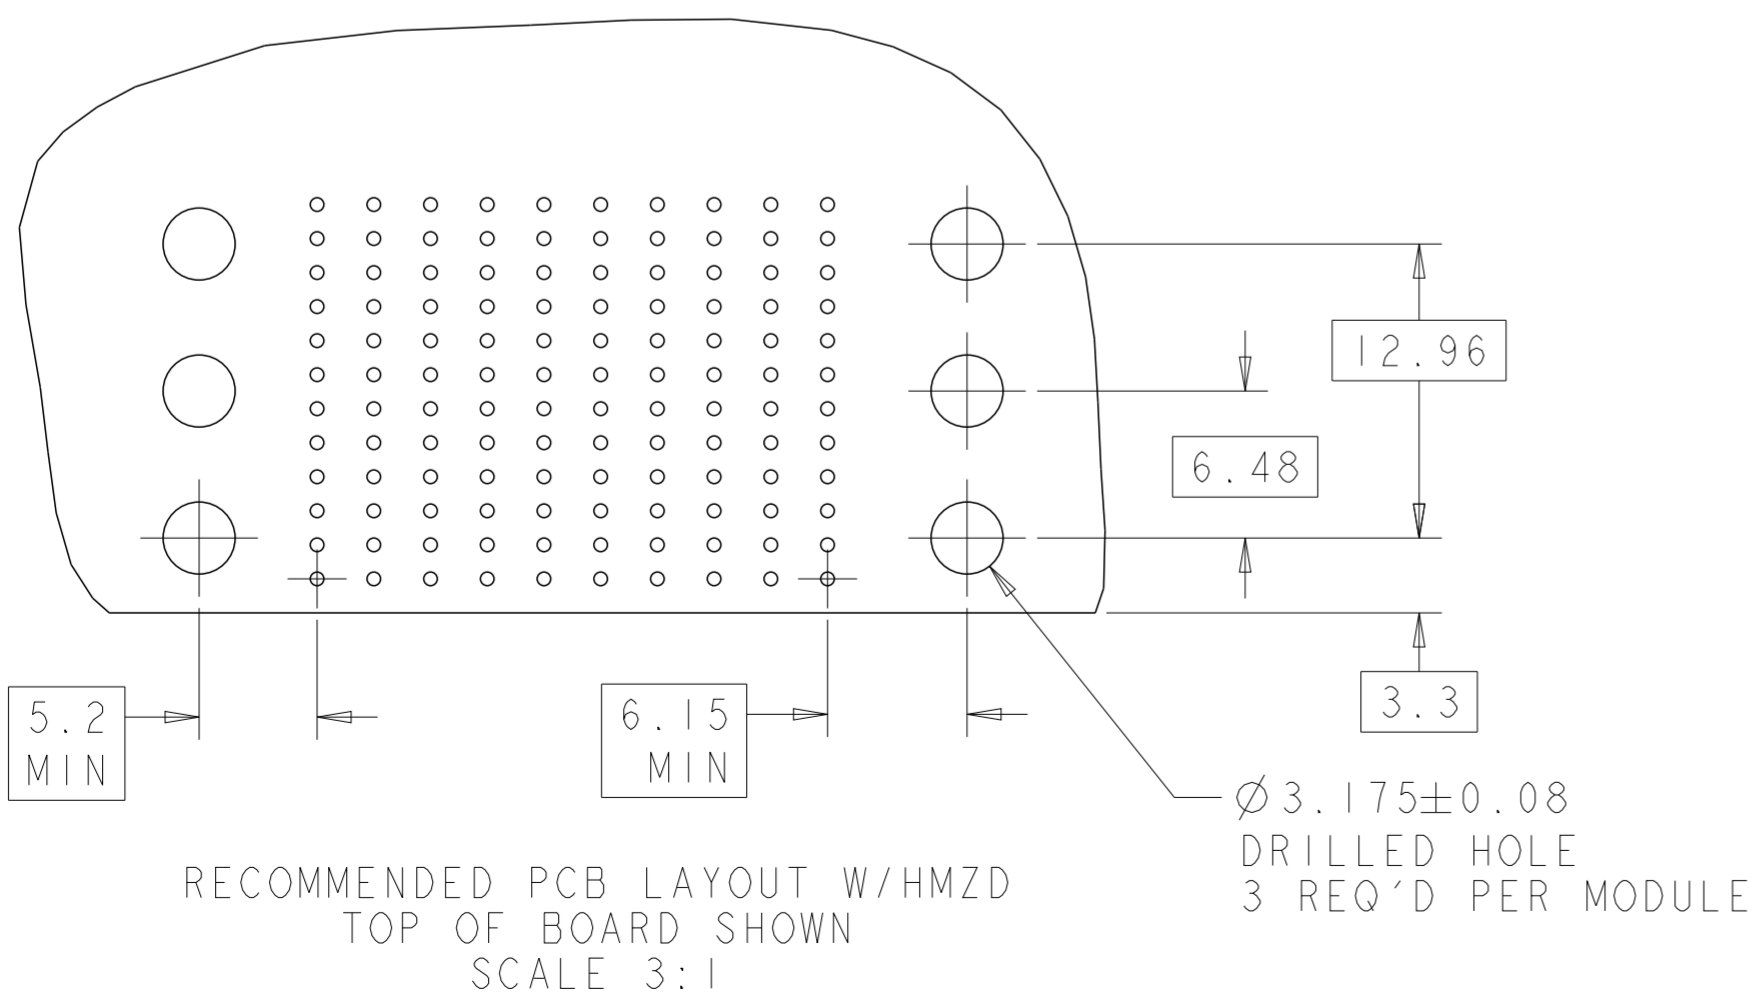 12.96
6.48
3.3
5.2
MIN
6.15
MIN
Ø3.175±0.08
DRILLED HOLE
3 REQ'D PER MODULE
RECOMMENDED PCB LAYOUT W/HMZD
TOP OF BOARD SHOWN
SCALE 3:1